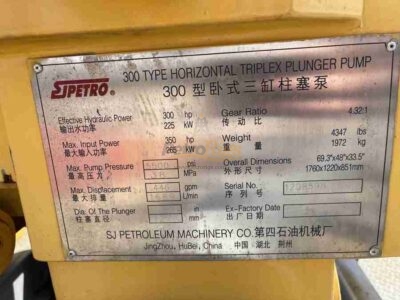 SJPETRO®
300 TYPE HORIZONTAL TRIPLEX PLUNGER PUMP
300 型卧式三缸柱塞泵
Effective Hydraulic Power 300 hp
输出水功率 225 kW
Max. Input Power 350 hp
最大输入功率 265 kW
Max. Pump Pressure psi
最高压力
Max. Displacement gpm
最大排量 L/min
Dia. Of The Plunger
柱塞直径
Gear Ratio 4.32:1
传动比
Weight 4347 lbs
重量 1972 kg
Overall Dimensions 69.3"×48"×33.5"
外形尺寸 1760x1220x851mm
Serial No.
序列号
Ex-Factory Date
出厂日期
SJ PETROLEUM MACHINERY CO. 第四石油机械厂
JingZhou, HuBei, China 中国 湖北 荆州